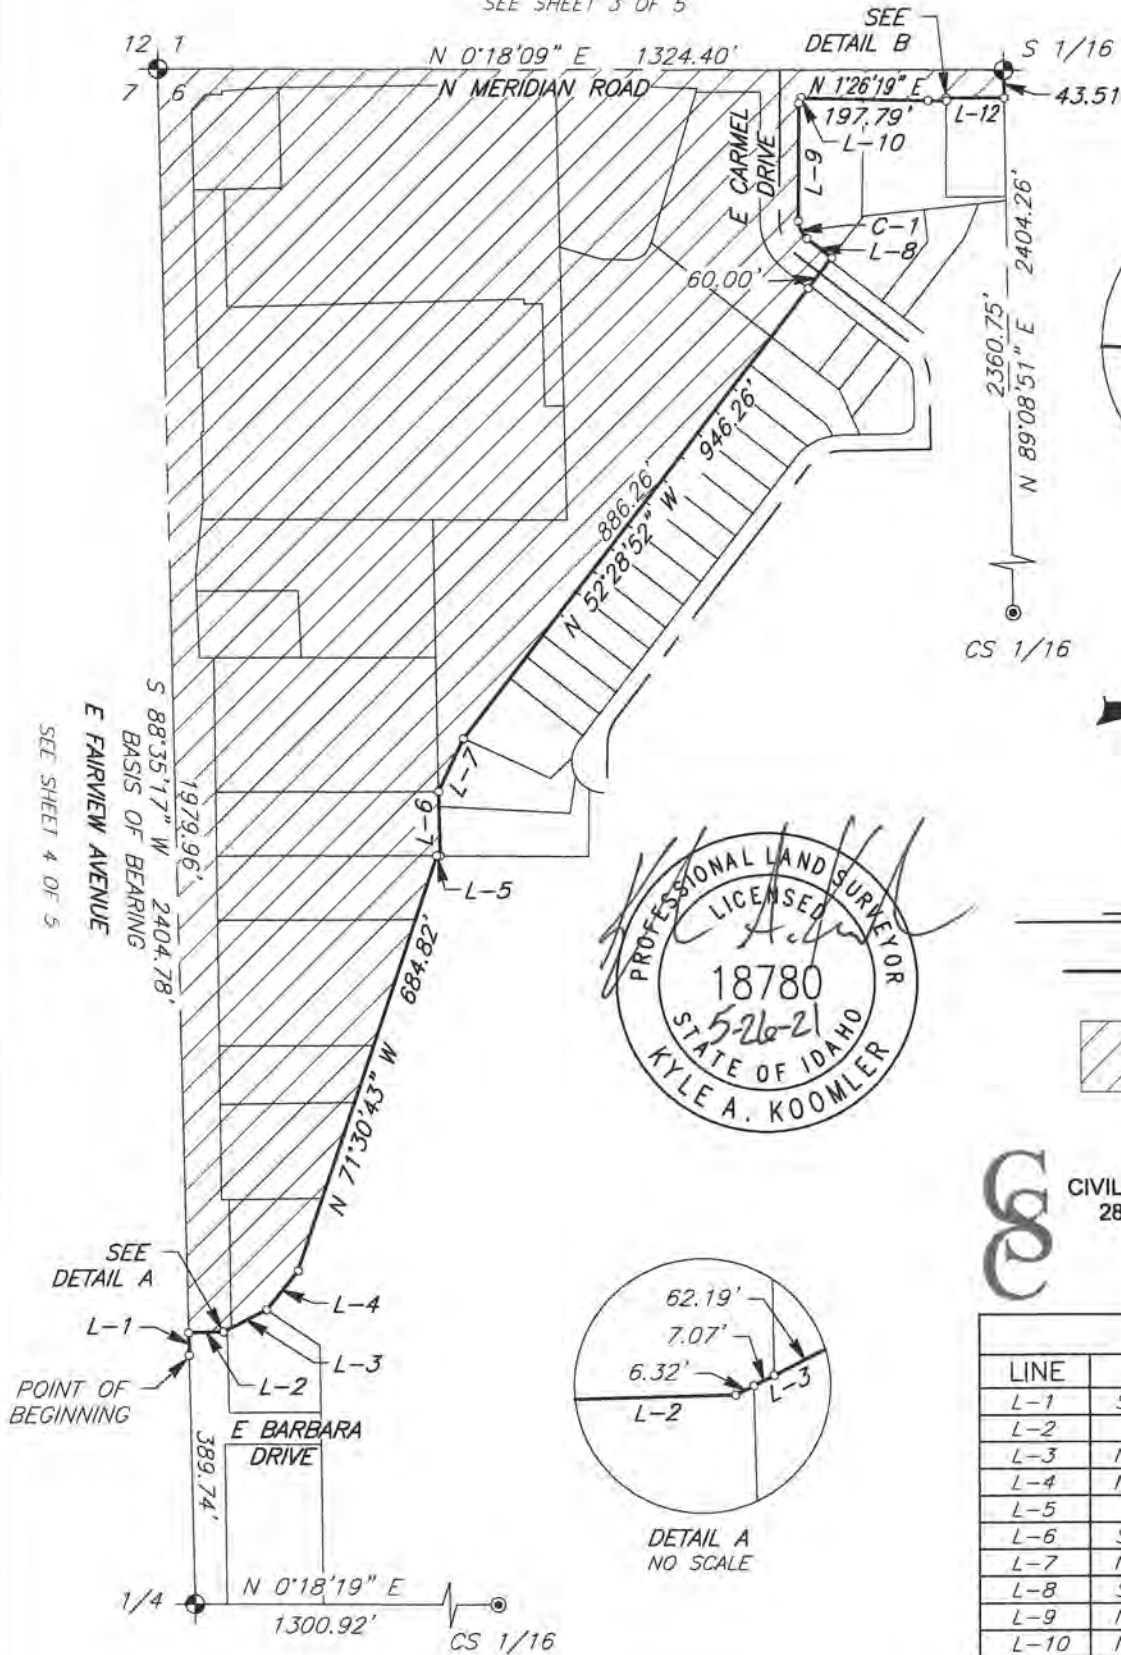 SEE SHEET 3 OF 5
SEE
DETAIL B
12 1
7 6
N 0°18'09" E 1324.40'
N MERIDIAN ROAD
S 1/16
N 1°26'19" E
197.79'
L-10
L-12
43.51
E CARMEL
DRIVE
L-9
C-1
L-8
60.00'
2404.26'
2360.75'
N 89°08'51" E
CS 1/16
946.26'
886.26'
N 52°28'52" W
L-7
L-6
L-5
S 88°35'17" W 2404.78'
1979.96'
BASIS OF BEARING
E FAIRVIEW AVENUE
SEE SHEET 4 OF 5
684.82'
N 71°30'43" W
PROFESSIONAL LAND SURVEYOR
LICENSED
18780
5-26-21
STATE OF IDAHO
KYLE A. KOOMLER
CSC
CIVIL
28
SEE
DETAIL A
L-1
L-4
L-3
L-2
POINT OF
BEGINNING
E BARBARA
DRIVE
389.74'
1/4
N 0°18'19" E
1300.92'
CS 1/16
62.19'
7.07'
6.32'
L-3
L-2
DETAIL A
NO SCALE
LINE
L-1 S
L-2
L-3 N
L-4 N
L-5
L-6 S
L-7 N
L-8 S
L-9 N
L-10 N